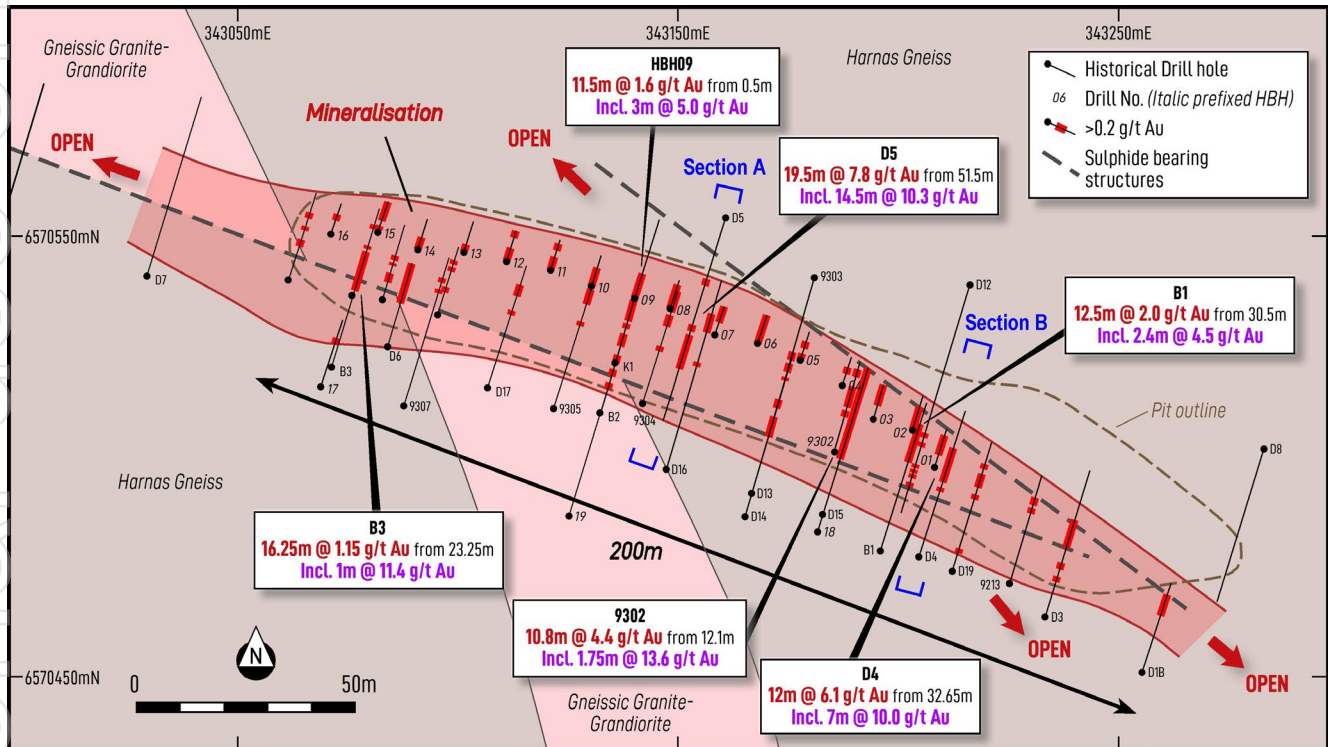 343050mE
343150mE
343250mE
Gneissic Granite-
Grandiorite
Harnas Gneiss
HBH09
11.5m @ 1.6 g/t Au from 0.5m
Incl. 3m @ 5.0 g/t Au
Historical Drill hole
06 Drill No. (Italic prefixed HBH)
>0.2 g/t Au
Sulphide bearing
structures
Mineralisation
OPEN
OPEN
Section A
D5
19.5m @ 7.8 g/t Au from 51.5m
Incl. 14.5m @ 10.3 g/t Au
D5
6570550mN
16
15
14
13
12
11
10
09
08
07
06
05
04
03
02
01
D7
9303
D12
Section B
B1
12.5m @ 2.0 g/t Au from 30.5m
Incl. 2.4m @ 4.5 g/t Au
D6
B3
17
9307
D17
K1
9305
B2
9304
Pit outline
9302
D16
D8
Harnas Gneiss
D13
D14
D15
18
19
B1
D4
D19
9213
D3
D1B
B3
16.25m @ 1.15 g/t Au from 23.25m
Incl. 1m @ 11.4 g/t Au
200m
9302
10.8m @ 4.4 g/t Au from 12.1m
Incl. 1.75m @ 13.6 g/t Au
OPEN
OPEN
D4
12m @ 6.1 g/t Au from 32.65m
Incl. 7m @ 10.0 g/t Au
N
0
50m
6570450mN
Gneissic Granite-
Grandiorite